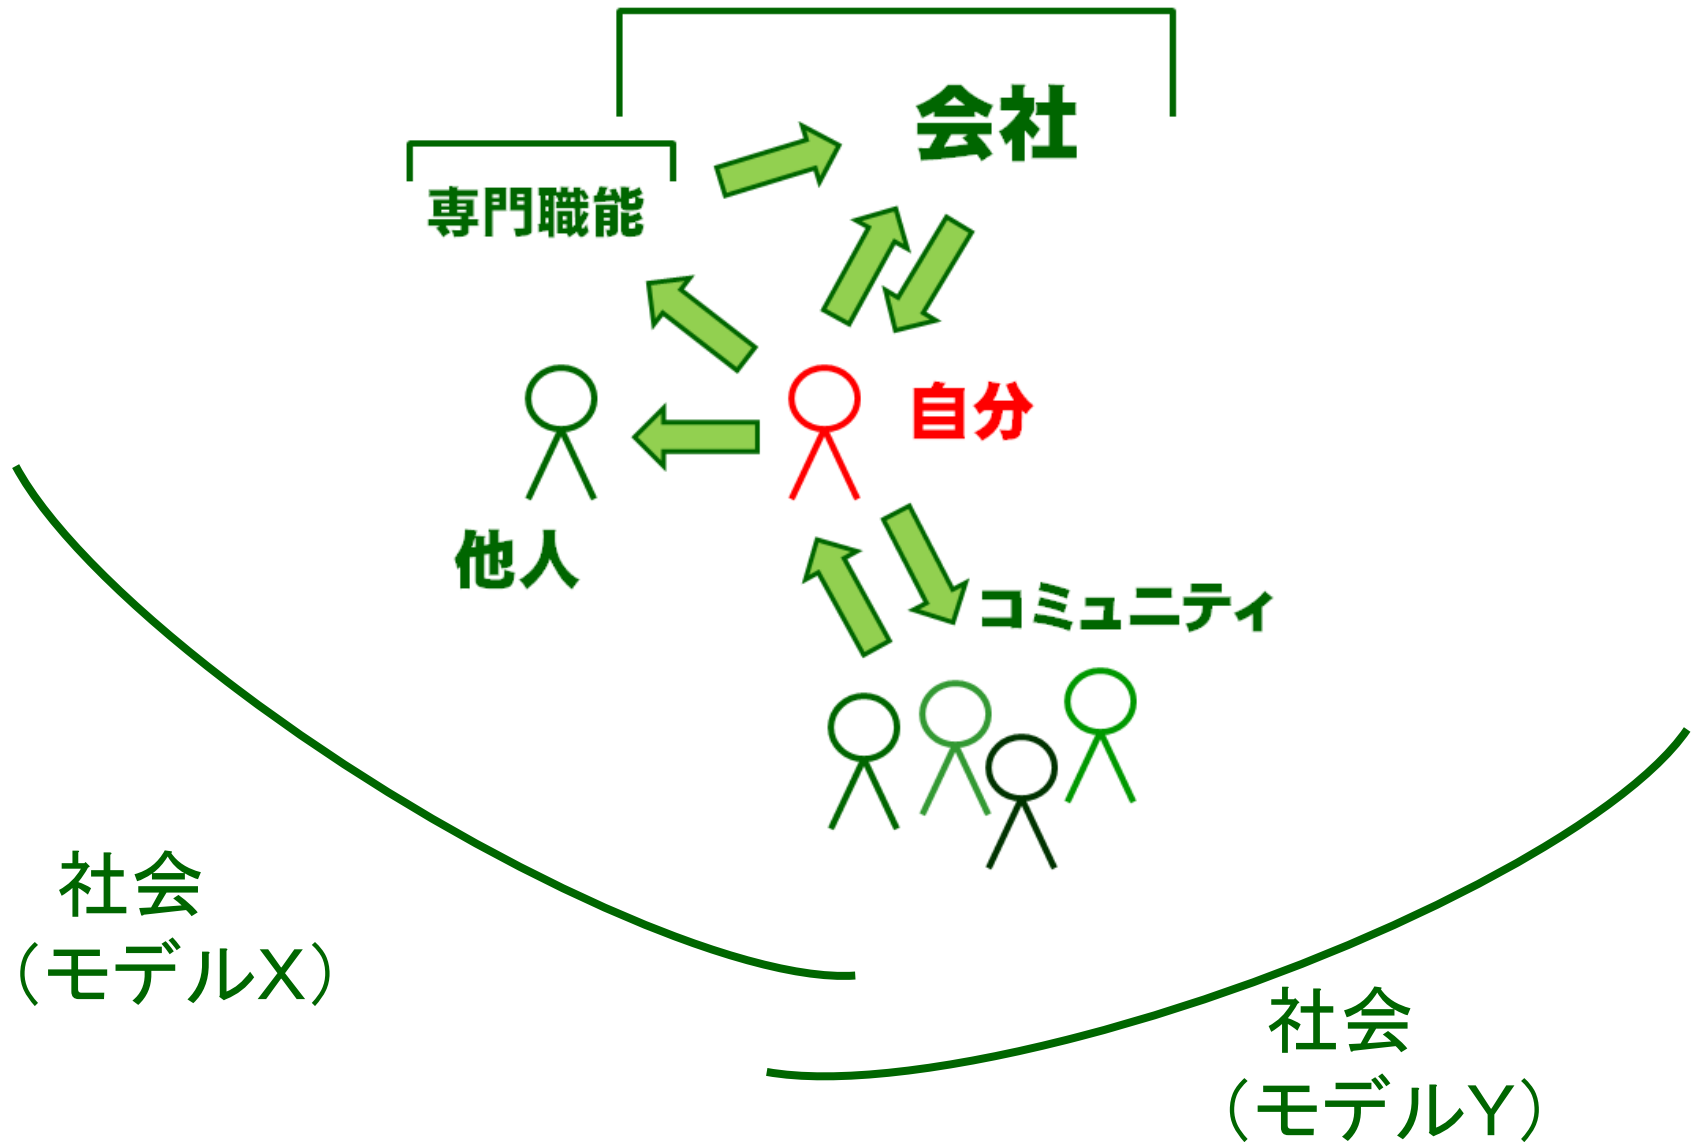 会社
専門職能
自分
他人
コミュニティ
社会
（モデルX）
社会
（モデルY）